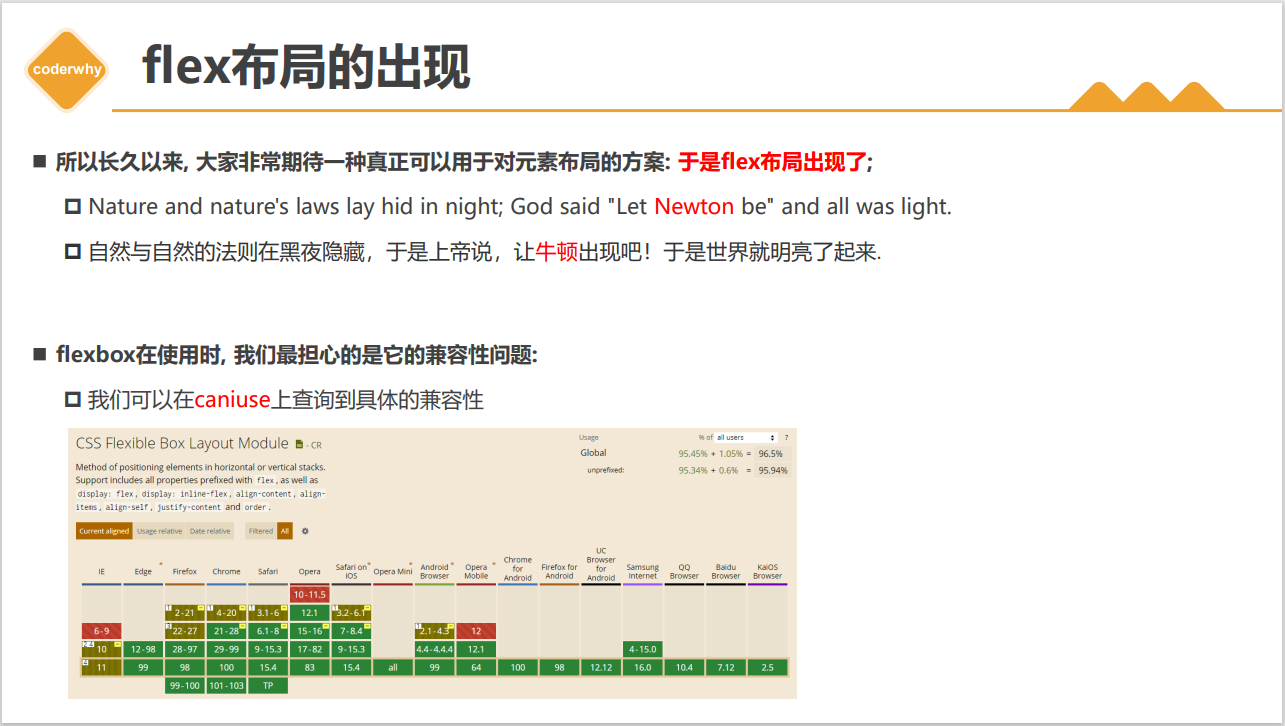 coderwhy
flex布局的出现
所以长久以来, 大家非常期待一种真正可以用于对元素布局的方案: 于是flex布局出现了;
Nature and nature's laws lay hid in night; God said "Let Newton be" and all was light.
自然与自然的法则在黑夜隐藏，于是上帝说，让牛顿出现吧！于是世界就明亮了起来.
flexbox在使用时, 我们最担心的是它的兼容性问题:
我们可以在caniuse上查询到具体的兼容性
CSS Flexible Box Layout Module - CR
Usage % of all users ?
Global 95.45% + 1.05% = 96.5%
unprefixed: 95.34% + 0.6% = 95.94%
Method of positioning elements in horizontal or vertical stacks.
Support includes all properties prefixed with flex, as well as
display: flex, display: inline-flex, align-content, align-
items, align-self, justify-content and order.
Current aligned Usage relative Date relative Filtered All
IE Edge * Firefox Chrome Safari Opera Safari on iOS * Opera Mini * Android Browser * Opera Mobile * Chrome for Android Firefox for Android UC Browser for Android Samsung Internet QQ Browser Baidu Browser KaiOS Browser
10-11.5
2-21 4-20 3.1-6 12.1 3.2-6.1
6-9 22-27 21-28 6.1-8 15-16 7-8.4 2.1-4.3 12
10 12-98 28-97 29-99 9-15.3 17-82 9-15.3 4.4-4.4.4 12.1 4-15.0
11 99 98 100 15.4 83 15.4 all 99 64 100 98 12.12 16.0 10.4 7.12 2.5
99-100 101-103 TP